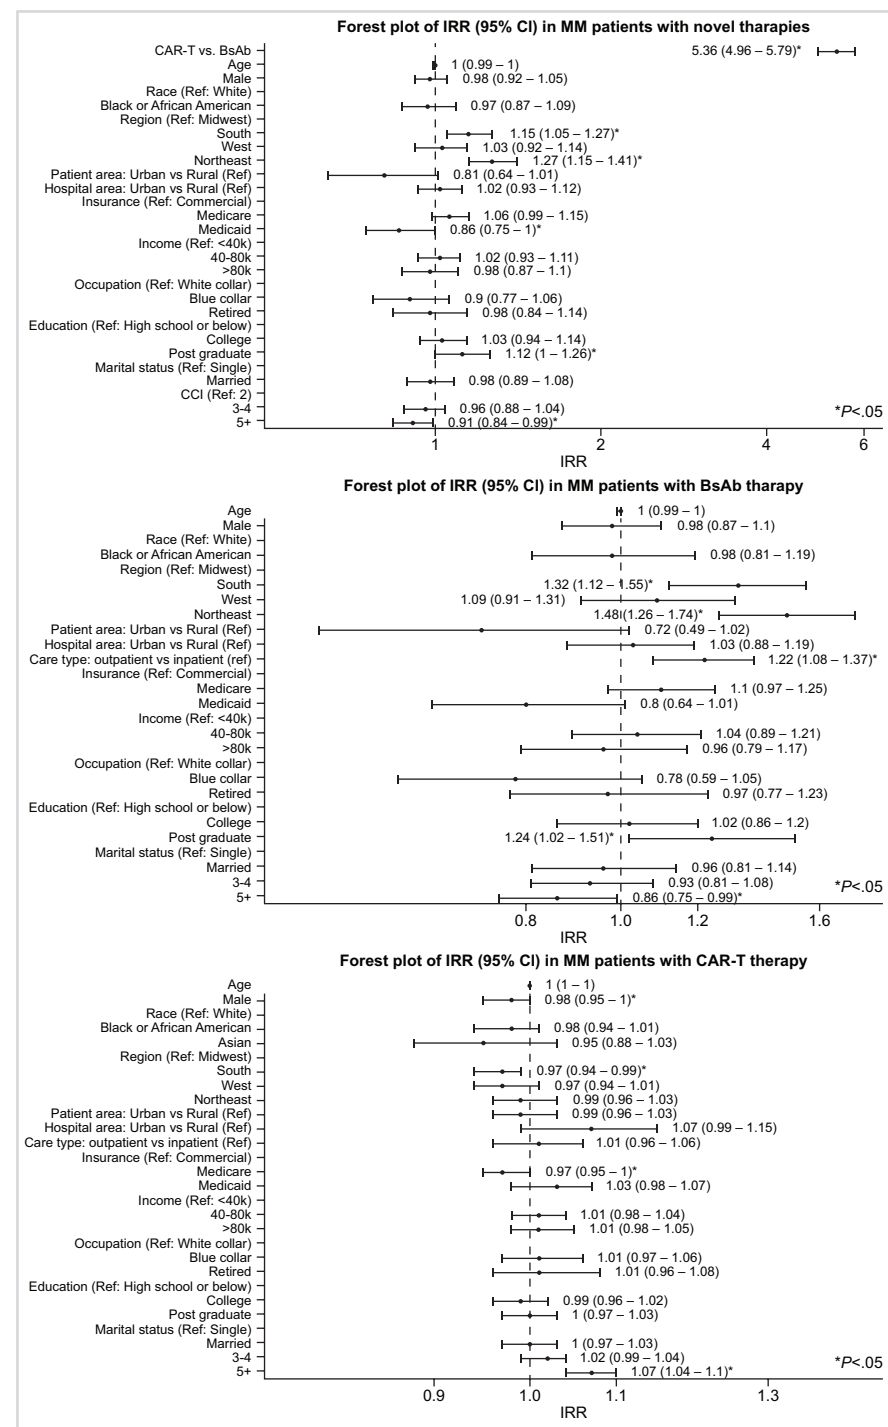 Forest plot of IRR (95% CI) in MM patients with novel tharapies
CAR-T vs. BsAb 5.36 (4.96 – 5.79)*
Age 1 (0.99 – 1)
Male 0.98 (0.92 – 1.05)
Race (Ref: White)
Black or African American 0.97 (0.87 – 1.09)
Region (Ref: Midwest)
South 1.15 (1.05 – 1.27)*
West 1.03 (0.92 – 1.14)
Northeast 1.27 (1.15 – 1.41)*
Patient area: Urban vs Rural (Ref) 0.81 (0.64 – 1.01)
Hospital area: Urban vs Rural (Ref) 1.02 (0.93 – 1.12)
Insurance (Ref: Commercial)
Medicare 1.06 (0.99 – 1.15)
Medicaid 0.86 (0.75 – 1)*
Income (Ref: <40k)
40-80k 1.02 (0.93 – 1.11)
>80k 0.98 (0.87 – 1.1)
Occupation (Ref: White collar)
Blue collar 0.9 (0.77 – 1.06)
Retired 0.98 (0.84 – 1.14)
Education (Ref: High school or below)
College 1.03 (0.94 – 1.14)
Post graduate 1.12 (1 – 1.26)*
Marital status (Ref: Single)
Married 0.98 (0.89 – 1.08)
CCI (Ref: 2)
3-4 0.96 (0.88 – 1.04) *P<.05
5+ 0.91 (0.84 – 0.99)*
1 2 4 6
IRR
Forest plot of IRR (95% CI) in MM patients with BsAb tharapy
Age 1 (0.99 – 1)
Male 0.98 (0.87 – 1.1)
Race (Ref: White)
Black or African American 0.98 (0.81 – 1.19)
Region (Ref: Midwest)
South 1.32 (1.12 – 1.55)*
West 1.09 (0.91 – 1.31)
Northeast 1.48 (1.26 – 1.74)*
Patient area: Urban vs Rural (Ref) 0.72 (0.49 – 1.02)
Hospital area: Urban vs Rural (Ref) 1.03 (0.88 – 1.19)
Care type: outpatient vs inpatient (ref) 1.22 (1.08 – 1.37)*
Insurance (Ref: Commercial)
Medicare 1.1 (0.97 – 1.25)
Medicaid 0.8 (0.64 – 1.01)
Income (Ref: <40k)
40-80k 1.04 (0.89 – 1.21)
>80k 0.96 (0.79 – 1.17)
Occupation (Ref: White collar)
Blue collar 0.78 (0.59 – 1.05)
Retired 0.97 (0.77 – 1.23)
Education (Ref: High school or below)
College 1.02 (0.86 – 1.2)
Post graduate 1.24 (1.02 – 1.51)*
Marital status (Ref: Single)
Married 0.96 (0.81 – 1.14)
3-4 0.93 (0.81 – 1.08) *P<.05
5+ 0.86 (0.75 – 0.99)*
0.8 1.0 1.2 1.6
IRR
Forest plot of IRR (95% CI) in MM patients with CAR-T therapy
Age 1 (1 – 1)
Male 0.98 (0.95 – 1)*
Race (Ref: White)
Black or African American 0.98 (0.94 – 1.01)
Asian 0.95 (0.88 – 1.03)
Region (Ref: Midwest)
South 0.97 (0.94 – 0.99)*
West 0.97 (0.94 – 1.01)
Northeast 0.99 (0.96 – 1.03)
Patient area: Urban vs Rural (Ref) 0.99 (0.96 – 1.03)
Hospital area: Urban vs Rural (Ref) 1.07 (0.99 – 1.15)
Care type: outpatient vs inpatient (Ref) 1.01 (0.96 – 1.06)
Insurance (Ref: Commercial)
Medicare 0.97 (0.95 – 1)*
Medicaid 1.03 (0.98 – 1.07)
Income (Ref: <40k)
40-80k 1.01 (0.98 – 1.04)
>80k 1.01 (0.98 – 1.05)
Occupation (Ref: White collar)
Blue collar 1.01 (0.97 – 1.06)
Retired 1.01 (0.96 – 1.08)
Education (Ref: High school or below)
College 0.99 (0.96 – 1.02)
Post graduate 1 (0.97 – 1.03)
Marital status (Ref: Single)
Married 1 (0.97 – 1.03)
3-4 1.02 (0.99 – 1.04) *P<.05
5+ 1.07 (1.04 – 1.1)*
0.9 1.0 1.1 1.3
IRR